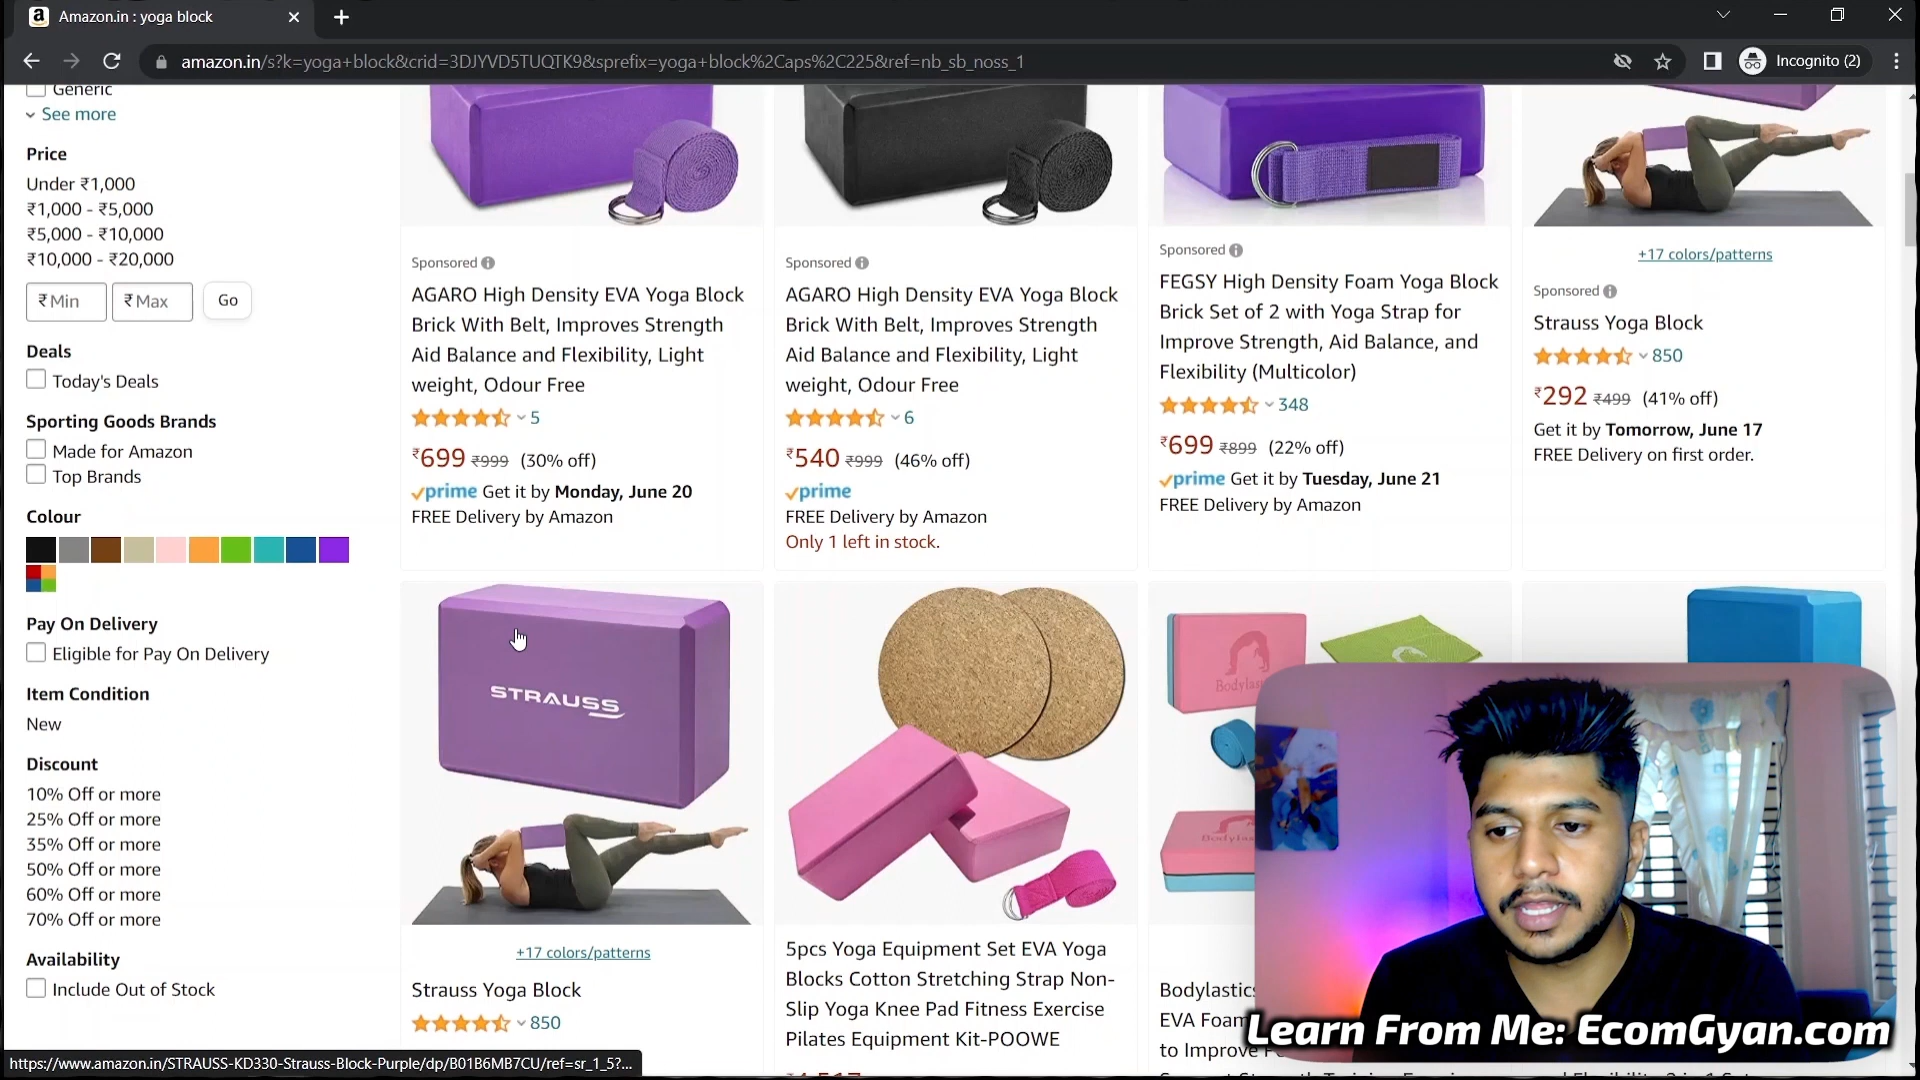 Amazon.in : yoga block
amazon.in/s?k=yoga+block&crid=3DJYVD5TUQTK9&sprefix=yoga+block%2Caps%2C225&ref=nb_sb_noss_1
Incognito (2)
Generic
See more
Price
Under ₹1,000
₹1,000 - ₹5,000
₹5,000 - ₹10,000
₹10,000 - ₹20,000
₹ Min
₹ Max
Go
Deals
Today's Deals
Sporting Goods Brands
Made for Amazon
Top Brands
Colour
Pay On Delivery
Eligible for Pay On Delivery
Item Condition
New
Discount
10% Off or more
25% Off or more
35% Off or more
50% Off or more
60% Off or more
70% Off or more
Availability
Include Out of Stock
Sponsored
AGARO High Density EVA Yoga Block
Brick With Belt, Improves Strength
Aid Balance and Flexibility, Light
weight, Odour Free
5
₹699 ₹999 (30% off)
prime Get it by Monday, June 20
FREE Delivery by Amazon
Sponsored
AGARO High Density EVA Yoga Block
Brick With Belt, Improves Strength
Aid Balance and Flexibility, Light
weight, Odour Free
6
₹540 ₹999 (46% off)
prime
FREE Delivery by Amazon
Only 1 left in stock.
Sponsored
FEGSY High Density Foam Yoga Block
Brick Set of 2 with Yoga Strap for
Improve Strength, Aid Balance, and
Flexibility (Multicolor)
348
₹699 ₹899 (22% off)
prime Get it by Tuesday, June 21
FREE Delivery by Amazon
+17 colors/patterns
Sponsored
Strauss Yoga Block
850
₹292 ₹499 (41% off)
Get it by Tomorrow, June 17
FREE Delivery on first order.
STRAUSS
+17 colors/patterns
Strauss Yoga Block
850
5pcs Yoga Equipment Set EVA Yoga
Blocks Cotton Stretching Strap Non-
Slip Yoga Knee Pad Fitness Exercise
Pilates Equipment Kit-POOWE
Bodylastics
EVA Foam
to Improve
Learn From Me: EcomGyan.com
https://www.amazon.in/STRAUSS-KD330-Strauss-Block-Purple/dp/B01B6MB7CU/ref=sr_1_5?...